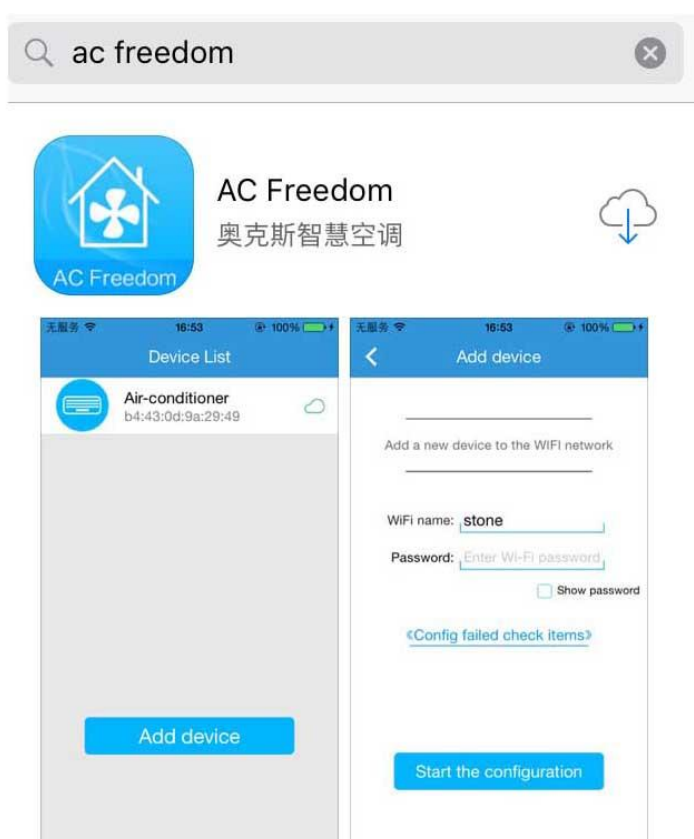 ac freedom
AC Freedom
奥克斯智慧空调
AC Freedom
无服务 16:53 100%
Device List
Air-conditioner
b4:43:0d:9a:29:49
Add device
无服务 16:53 100%
Add device
Add a new device to the WIFI network
WiFi name: stone
Password: Enter Wi-Fi password
Show password
《Config failed check items》
Start the configuration